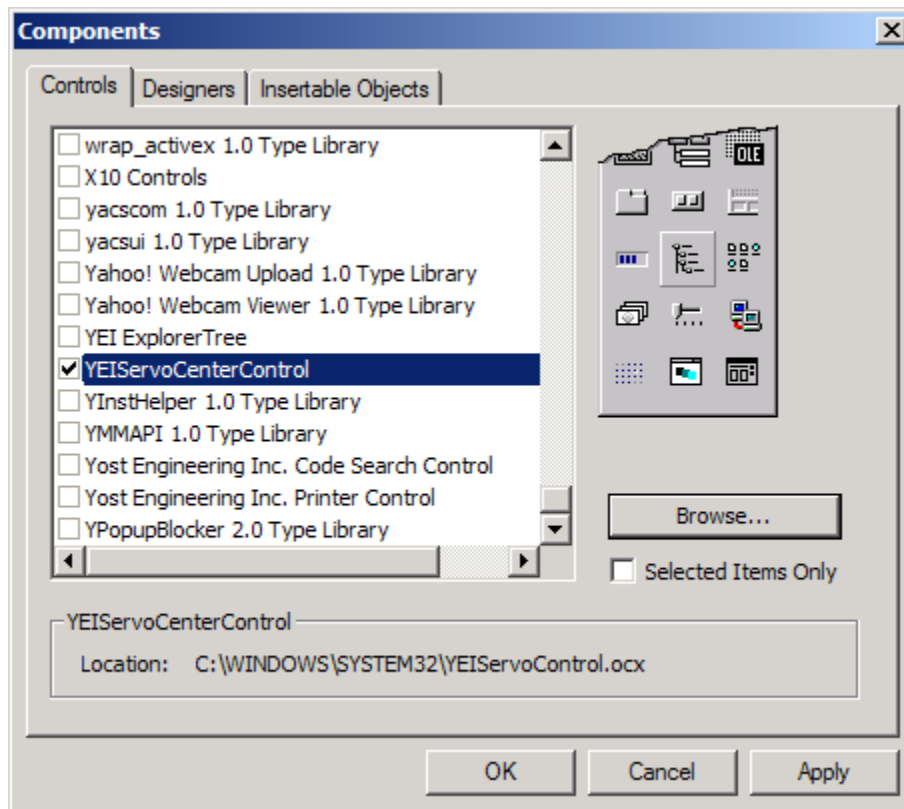 Components
Controls Designers Insertable Objects
wrap_activex 1.0 Type Library
X10 Controls
yacscom 1.0 Type Library
yacsui 1.0 Type Library
Yahoo! Webcam Upload 1.0 Type Library
Yahoo! Webcam Viewer 1.0 Type Library
YEI ExplorerTree
YEIServoCenterControl
YInstHelper 1.0 Type Library
YMMAPI 1.0 Type Library
Yost Engineering Inc. Code Search Control
Yost Engineering Inc. Printer Control
YPopupBlocker 2.0 Type Library
OLE
Browse...
Selected Items Only
YEIServoCenterControl
Location: C:\WINDOWS\SYSTEM32\YEIServoControl.ocx
OK Cancel Apply